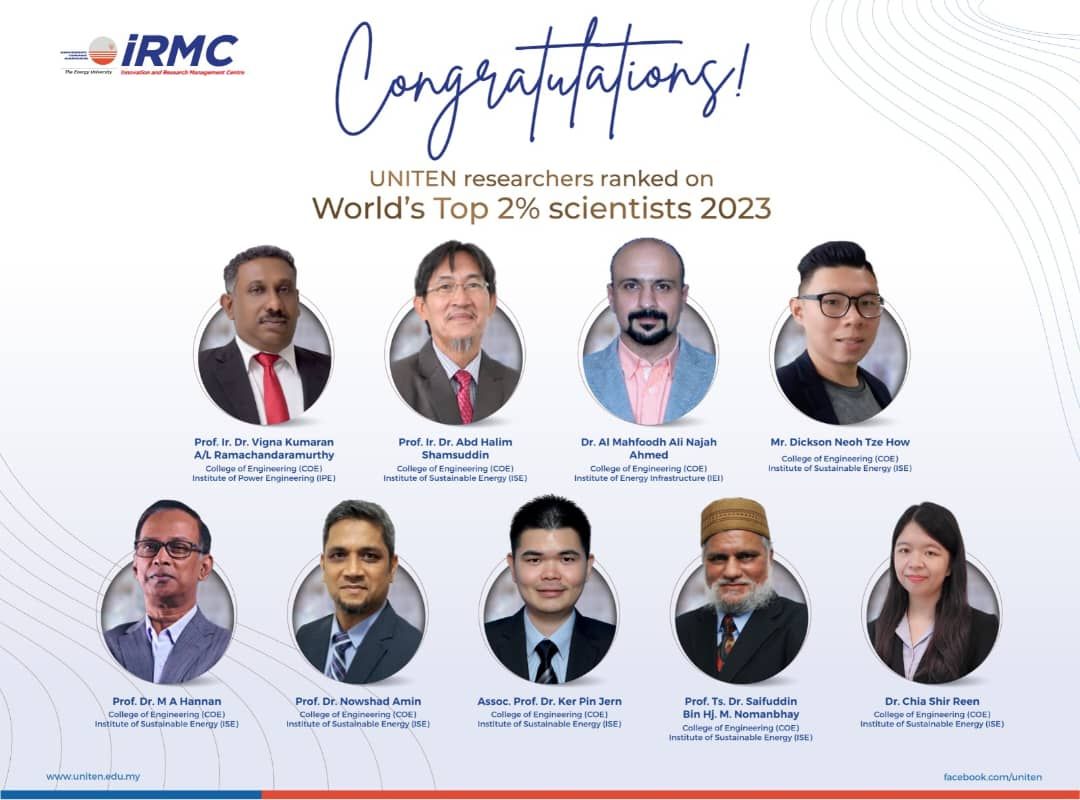 iRMC
The Energy University
Innovation and Research Management Centre
Congratulations!
UNITEN researchers ranked on
World's Top 2% scientists 2023
Prof. Ir. Dr. Vigna Kumaran
A/L Ramachandaramurthy
College of Engineering (COE)
Institute of Power Engineering (IPE)
Prof. Ir. Dr. Abd Halim
Shamsuddin
College of Engineering (COE)
Institute of Sustainable Energy (ISE)
Dr. Al Mahfoodh Ali Najah
Ahmed
College of Engineering (COE)
Institute of Energy Infrastructure (IEI)
Mr. Dickson Neoh Tze How
College of Engineering (COE)
Institute of Sustainable Energy (ISE)
Prof. Dr. M A Hannan
College of Engineering (COE)
Institute of Sustainable Energy (ISE)
Prof. Dr. Nowshad Amin
College of Engineering (COE)
Institute of Sustainable Energy (ISE)
Assoc. Prof. Dr. Ker Pin Jern
College of Engineering (COE)
Institute of Sustainable Energy (ISE)
Prof. Ts. Dr. Saifuddin
Bin Hj. M. Nomanbhay
College of Engineering (COE)
Institute of Sustainable Energy (ISE)
Dr. Chia Shir Reen
College of Engineering (COE)
Institute of Sustainable Energy (ISE)
www.uniten.edu.my
facebook.com/uniten